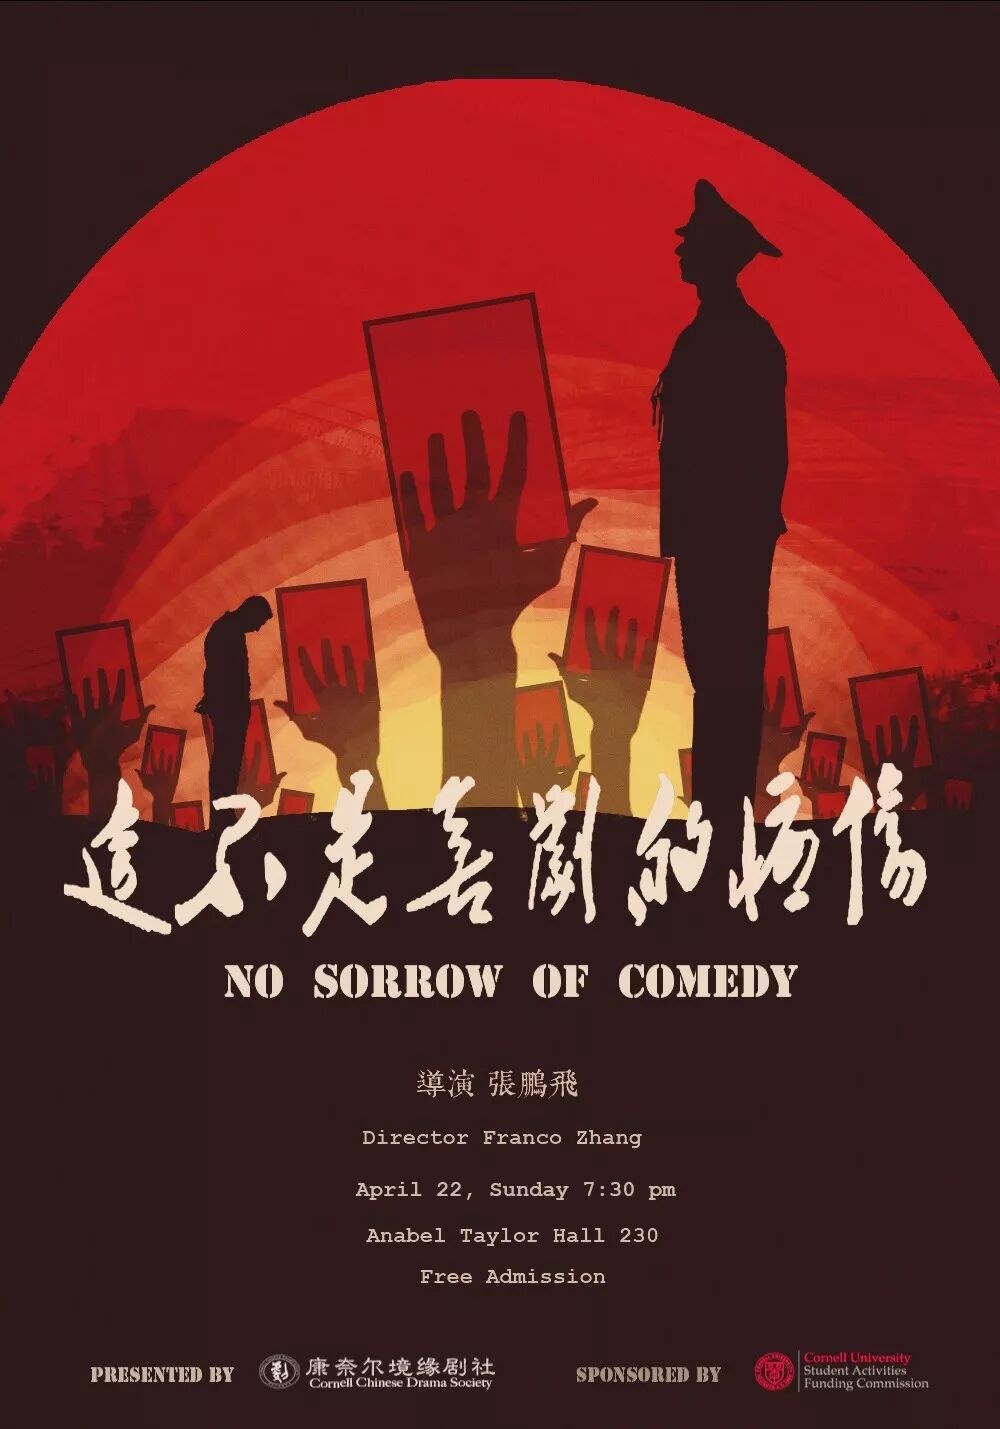 這不是喜劇的懮傷
NO SORROW OF COMEDY
導演 張鵬飛
Director Franco Zhang
April 22, Sunday 7:30 pm
Anabel Taylor Hall 230
Free Admission
PRESENTED BY
康奈尔境缘剧社
Cornell Chinese Drama Society
SPONSORED BY
Cornell University
Student Activities
Funding Commission